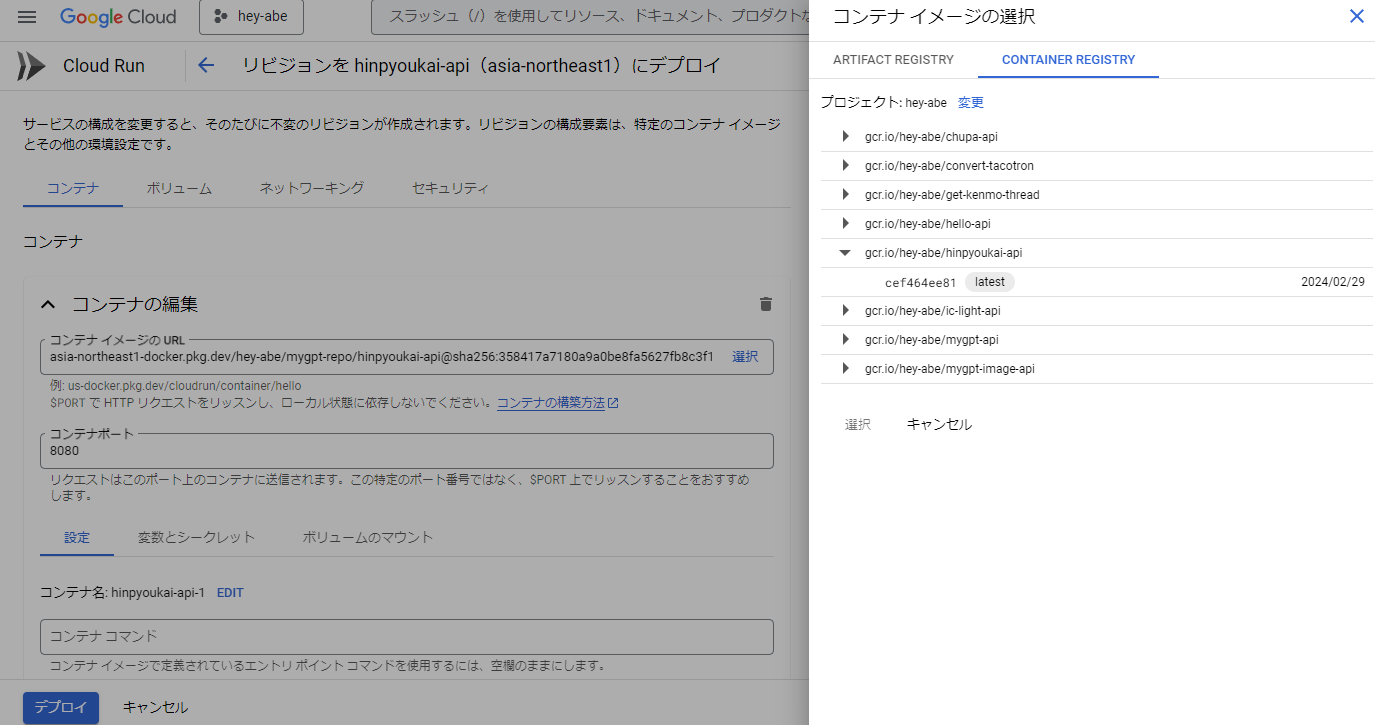 Google Cloud
hey-abe
スラッシュ（/）を使用してリソース、ドキュメント、プロダクトな
Cloud Run
リビジョンを hinpyoukai-api（asia-northeast1）にデプロイ
サービスの構成を変更すると、そのたびに不変のリビジョンが作成されます。リビジョンの構成要素は、特定のコンテナ イメージ
とその他の環境設定です。
コンテナ ボリューム ネットワーキング セキュリティ
コンテナ
コンテナの編集
コンテナ イメージの URL
asia-northeast1-docker.pkg.dev/hey-abe/mygpt-repo/hinpyoukai-api@sha256:358417a7180a9a0be8fa5627fb8c3f1 選択
例: us-docker.pkg.dev/cloudrun/container/hello
$PORT で HTTP リクエストをリッスンし、ローカル状態に依存しないでください。コンテナの構築方法
コンテナポート
8080
リクエストはこのポート上のコンテナに送信されます。この特定のポート番号ではなく、$PORT 上でリッスンすることをおすすめ
します。
設定 変数とシークレット ボリュームのマウント
コンテナ名: hinpyoukai-api-1 EDIT
コンテナ コマンド
コンテナ イメージで定義されているエントリ ポイント コマンドを使用するには、空欄のままにします。
デプロイ キャンセル
コンテナ イメージの選択
ARTIFACT REGISTRY CONTAINER REGISTRY
プロジェクト: hey-abe 変更
gcr.io/hey-abe/chupa-api
gcr.io/hey-abe/convert-tacotron
gcr.io/hey-abe/get-kenmo-thread
gcr.io/hey-abe/hello-api
gcr.io/hey-abe/hinpyoukai-api
cef464ee81 latest 2024/02/29
gcr.io/hey-abe/ic-light-api
gcr.io/hey-abe/mygpt-api
gcr.io/hey-abe/mygpt-image-api
選択 キャンセル